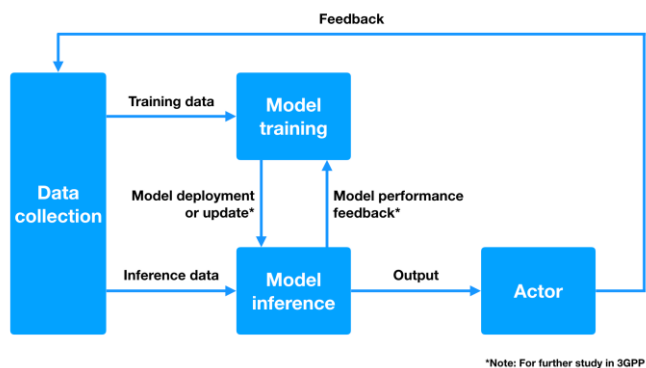 Feedback
Training data
Model
training
Data
collection
Model deployment
or update*
Model performance
feedback*
Inference data
Model
inference
Output
Actor
*Note: For further study in 3GPP